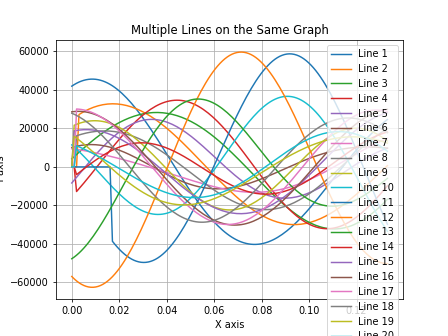 Multiple Lines on the Same Graph
60000
40000
20000
0
−20000
−40000
−60000
0.00
0.02
0.04
0.06
0.08
0.10
X axis
Line 1
Line 2
Line 3
Line 4
Line 5
Line 7
Line 8
Line 9
Line 10
Line 11
Line 12
Line 13
Line 14
Line 15
Line 16
Line 17
Line 18
Line 19
Line 20